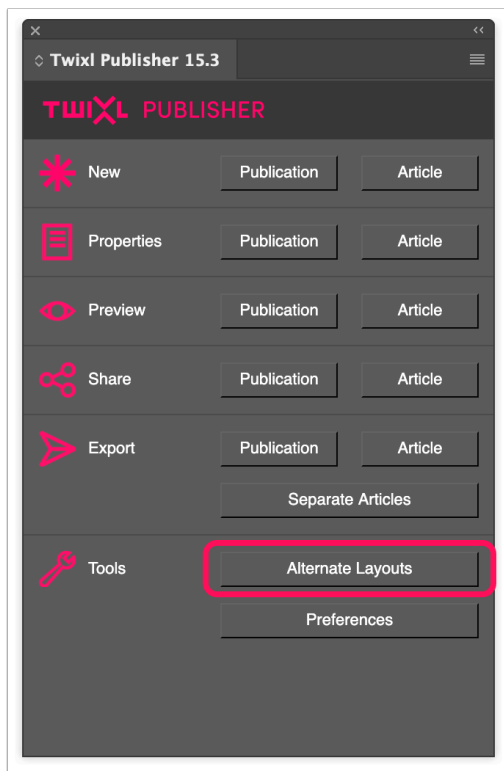 Twixl Publisher 15.3
TWIXL PUBLISHER
New Publication Article
Properties Publication Article
Preview Publication Article
Share Publication Article
Export Publication Article
Separate Articles
Tools Alternate Layouts
Preferences